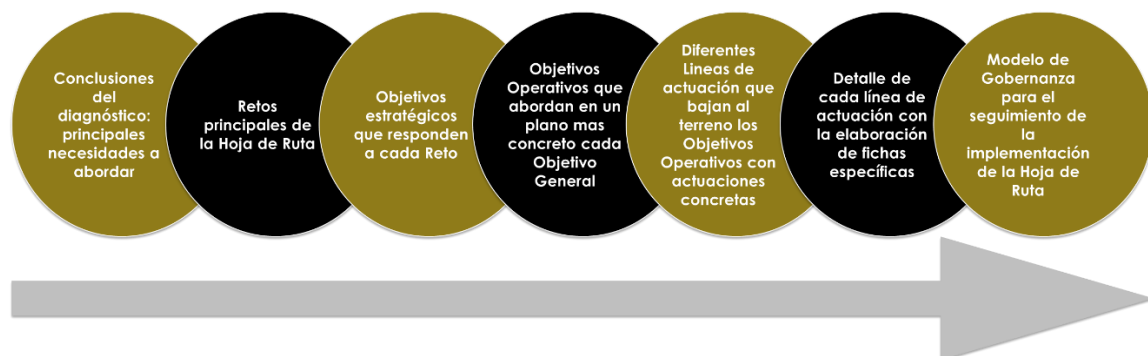 Conclusiones
del
diagnóstico:
principales
necesidades a
abordar
Retos
principales de
la Hoja de Ruta
Objetivos
estratégicos
que responden
a cada Reto
Objetivos
Operativos que
abordan en un
plano mas
concreto cada
Objetivo
General
Diferentes
Lineas de
actuación que
bajan al
terreno los
Objetivos
Operativos con
actuaciones
concretas
Detalle de
cada línea de
actuación con
la elaboración
de fichas
específicas
Modelo de
Gobernanza
para el
seguimiento de
la
implementación
de la Hoja de
Ruta